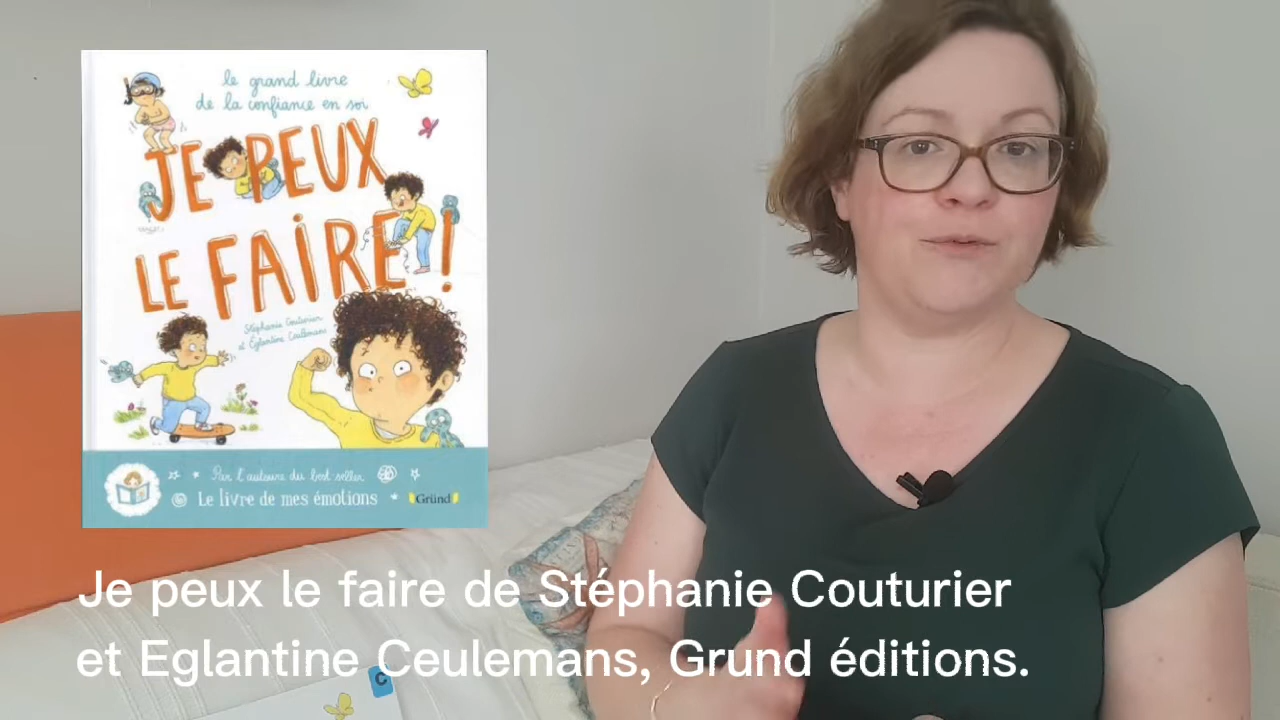 le grand livre
de la confiance en soi
JE PEUX
LE FAIRE !
Stéphanie Couturier
et Églantine Ceulemans
Par l'auteure du best seller
Le livre de mes émotions
Gründ
Je peux le faire de Stéphanie Couturier
et Eglantine Ceulemans, Grund éditions.
C